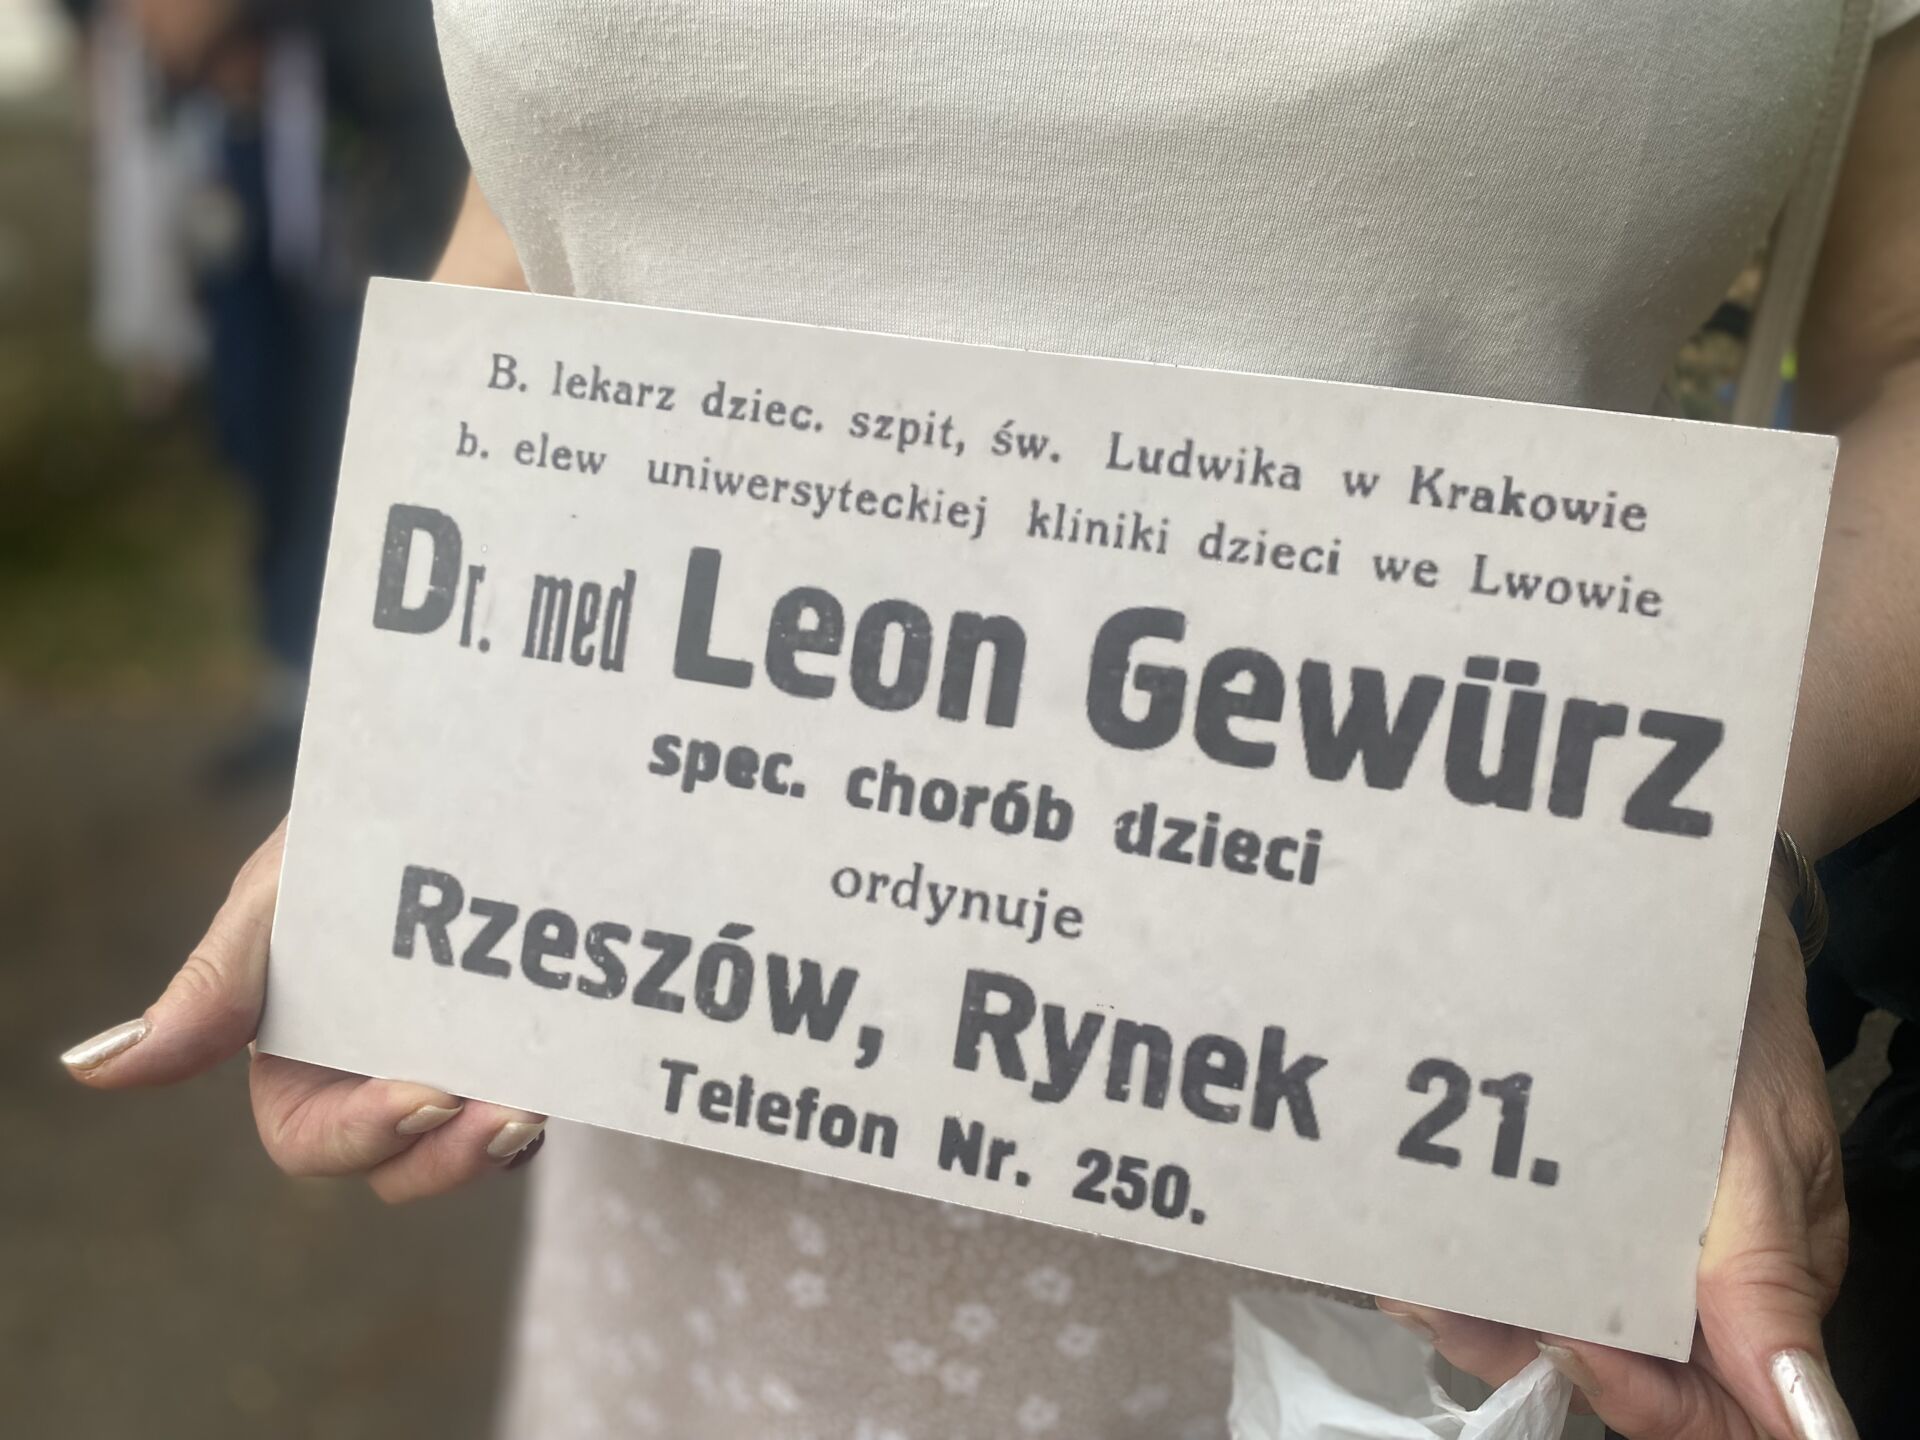 B. lekarz dziec. szpit, św. Ludwika w Krakowie
b. elew uniwersyteckiej kliniki dzieci we Lwowie
Dr. med Leon Gewürz
spec. chorób dzieci
ordynuje
Rzeszów, Rynek 21.
Telefon Nr. 250.